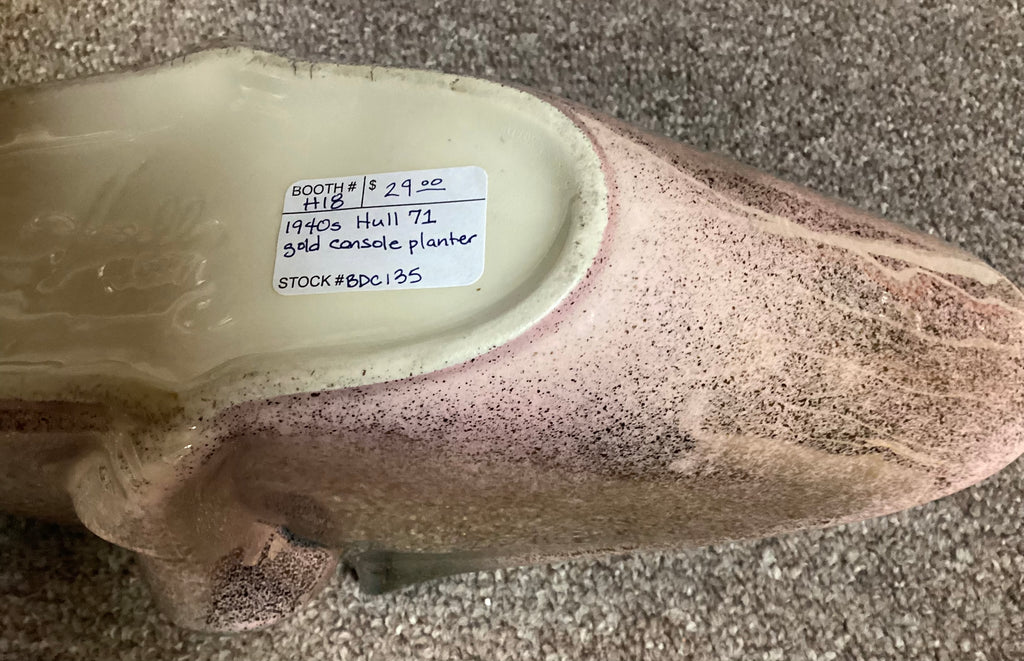 BOOTH # $ 29.00
H18
1940s Hull 71
gold console planter
STOCK #BDC135